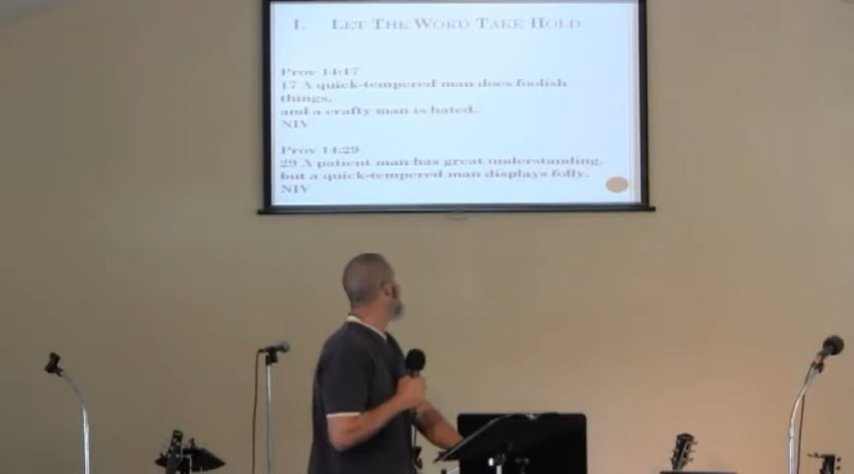 I. LET THE WORD TAKE HOLD
Prov 14:17
17 A quick-tempered man does foolish
things,
and a crafty man is hated.
NIV
Prov 14:29
29 A patient man has great understanding,
but a quick-tempered man displays folly.
NIV